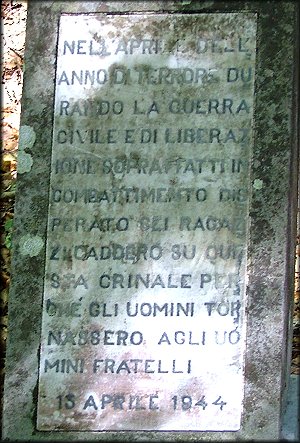 NELL'APRILE DELL'
ANNO DI TERRORE DU
RANDO LA GUERRA
CIVILE E DI LIBERAZ
IONE SOPRAFFATTI IN
COMBATTIMENTO DIS
PERATO SEI RAGAZ
ZI CADDERO SU QUE
STA CRINALE PER
CHÉ GLI UOMINI TOR
NASSERO AGLI UO
MINI FRATELLI
13 APRILE 1944